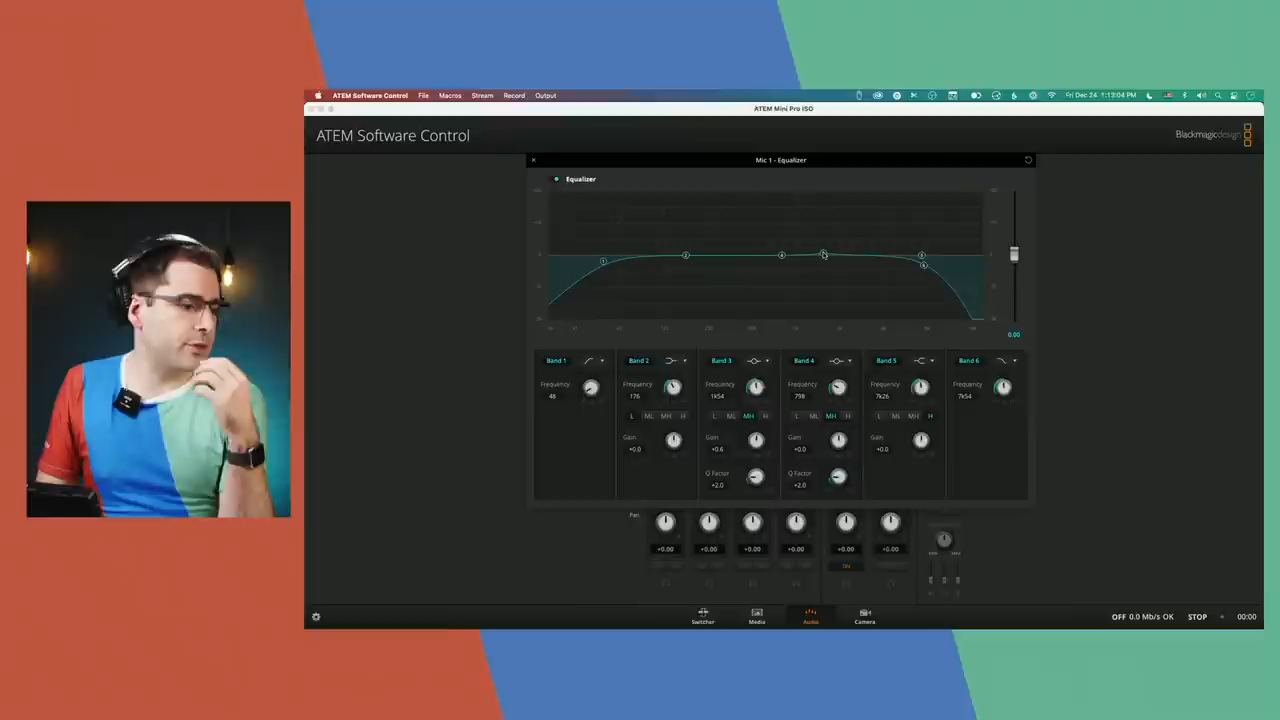 ATEM Software Control File Macros Stream Record Output Fri Dec 24 1:13:04 PM
ATEM Mini Pro ISO
ATEM Software Control
Blackmagicdesign
Mic 1 - Equalizer
Equalizer
0.00
Band 1 Band 2 Band 3 Band 4 Band 5 Band 6
Frequency Frequency Frequency Frequency Frequency Frequency
48 176 1k54 798 7k26 7k54
L ML MH H L ML MH H L ML MH H L ML MH H
Gain Gain Gain Gain
+0.0 +0.6 +0.0 +0.0
Q Factor Q Factor
+2.0 +2.0
Pan
+0.00 +0.00 +0.00 +0.00 +0.00 +0.00
ON
Switcher Media Audio Camera
OFF 0.0 Mb/s OK STOP 00:00